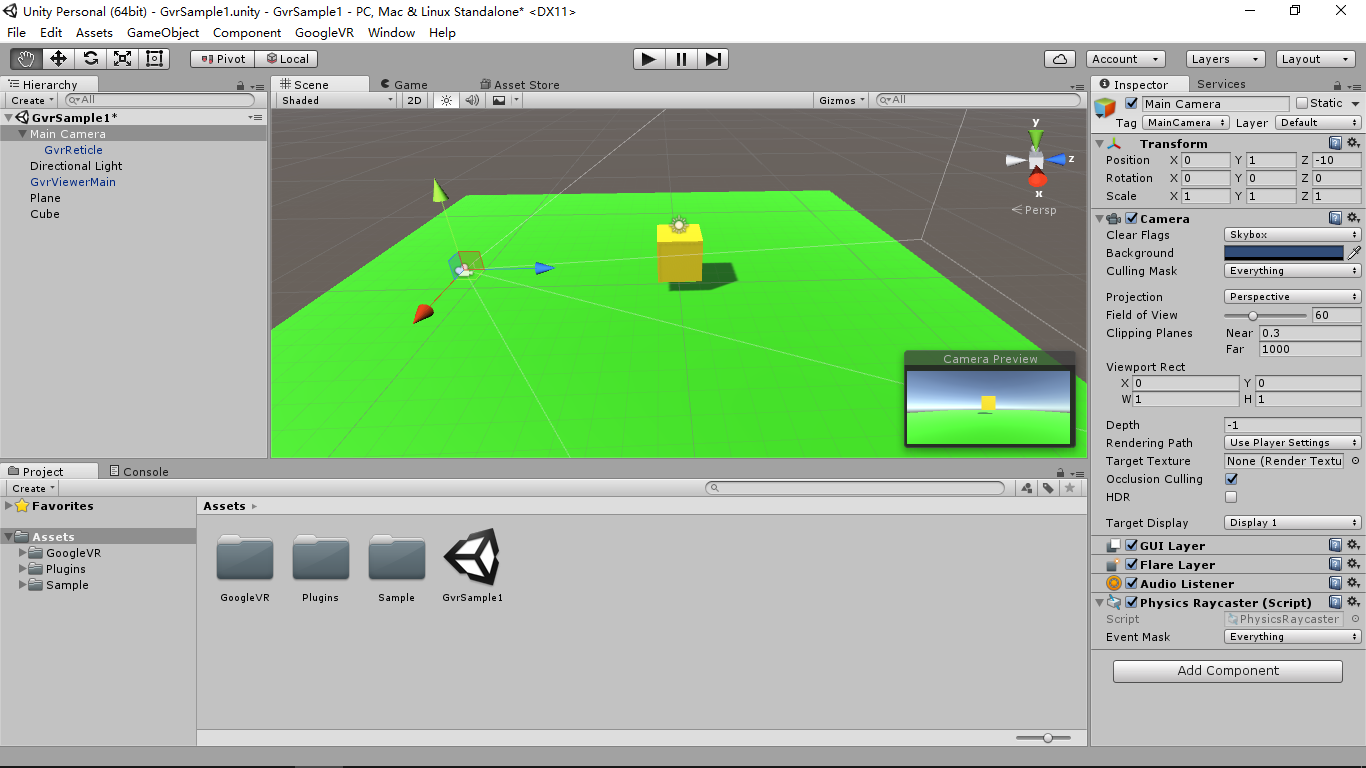 Unity Personal (64bit) - GvrSample1.unity - GvrSample1 - PC, Mac & Linux Standalone* <DX11>
File Edit Assets GameObject Component GoogleVR Window Help
Pivot Local Account Layers Layout
Hierarchy
Create All
GvrSample1*
Main Camera
GvrReticle
Directional Light
GvrViewerMain
Plane
Cube
Scene Game Asset Store
Shaded 2D Gizmos All
y
z
x
Persp
Camera Preview
Inspector Services
Main Camera Static
Tag MainCamera Layer Default
Transform
Position X 0 Y 1 Z -10
Rotation X 0 Y 0 Z 0
Scale X 1 Y 1 Z 1
Camera
Clear Flags Skybox
Background
Culling Mask Everything
Projection Perspective
Field of View 60
Clipping Planes Near 0.3
Far 1000
Viewport Rect
X 0 Y 0
W 1 H 1
Depth -1
Rendering Path Use Player Settings
Target Texture None (Render Textu
Occlusion Culling
HDR
Target Display Display 1
GUI Layer
Flare Layer
Audio Listener
Physics Raycaster (Script)
Script PhysicsRaycaster
Event Mask Everything
Add Component
Project Console
Create
Favorites
Assets
GoogleVR
Plugins
Sample
Assets
GoogleVR Plugins Sample GvrSample1